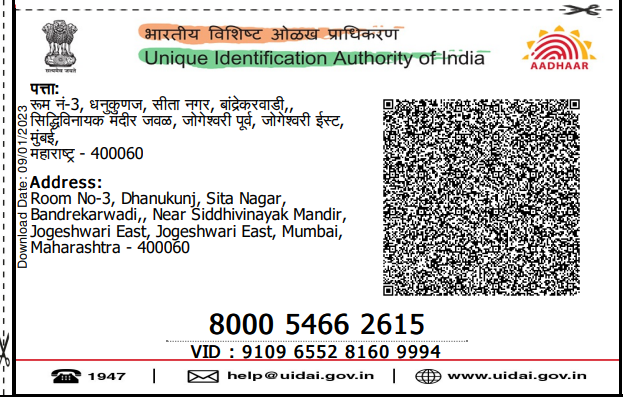 भारतीय विशिष्ट ओळख प्राधिकरण
Unique Identification Authority of India
सत्यमेव जयते
AADHAAR
Download Date: 09/01/2023
पत्ता:
रूम नं-3, धनुकुणज, सीता नगर, बांद्रेकरवाडी,,
सिद्धिविनायक मंदीर जवळ, जोगेश्वरी पूर्व, जोगेश्वरी ईस्ट,
मुंबई,
महाराष्ट्र - 400060
Address:
Room No-3, Dhanukunj, Sita Nagar,
Bandrekarwadi,, Near Siddhivinayak Mandir,
Jogeshwari East, Jogeshwari East, Mumbai,
Maharashtra - 400060
8000 5466 2615
VID : 9109 6552 8160 9994
1947 | help@uidai.gov.in | www.uidai.gov.in